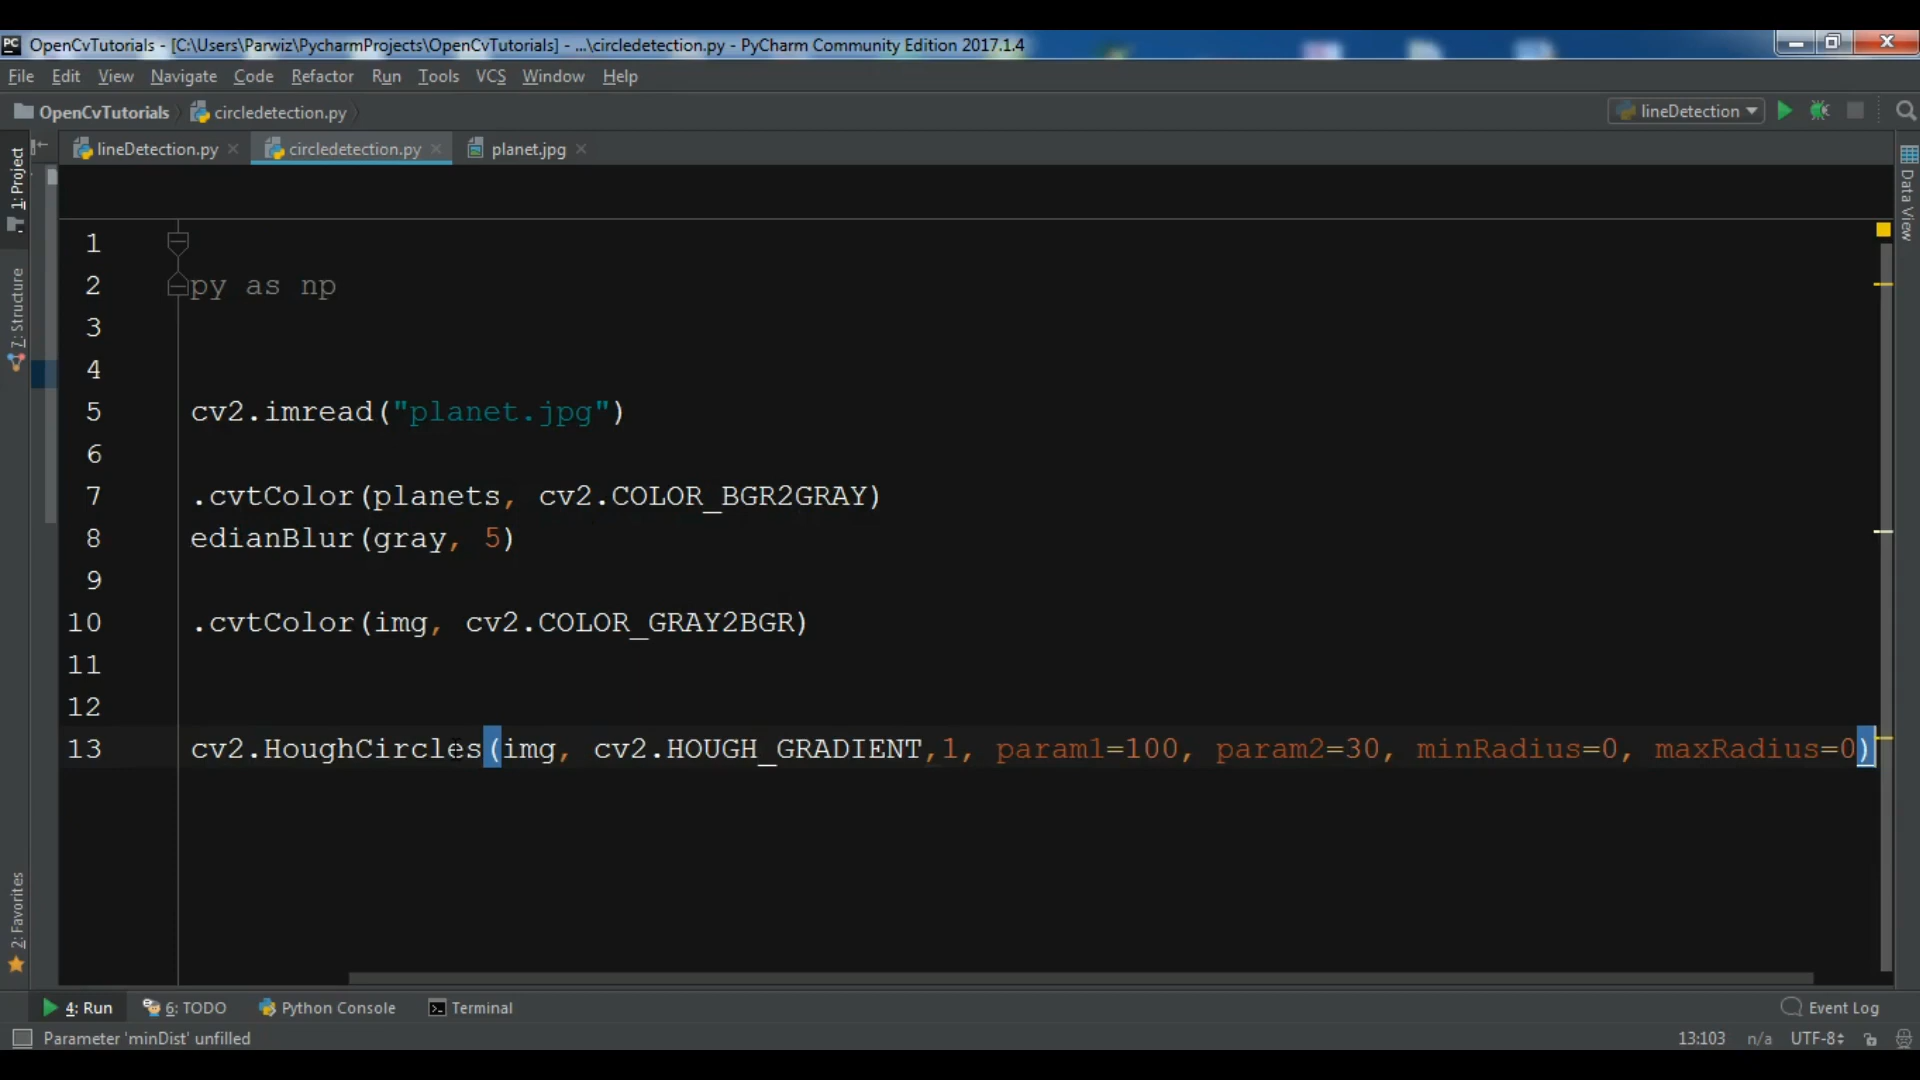 OpenCvTutorials - [C:\Users\Parwiz\PycharmProjects\OpenCvTutorials] - ...\circledetection.py - PyCharm Community Edition 2017.1.4
File Edit View Navigate Code Refactor Run Tools VCS Window Help
OpenCvTutorials circledetection.py lineDetection
lineDetection.py circledetection.py planet.jpg
1: Project
7: Structure
2: Favorites
Data View
1
2 py as np
3
4
5 cv2.imread("planet.jpg")
6
7 .cvtColor(planets, cv2.COLOR_BGR2GRAY)
8 edianBlur(gray, 5)
9
10 .cvtColor(img, cv2.COLOR_GRAY2BGR)
11
12
13 cv2.HoughCircles(img, cv2.HOUGH_GRADIENT,1, param1=100, param2=30, minRadius=0, maxRadius=0)
4: Run 6: TODO Python Console Terminal Event Log
Parameter 'minDist' unfilled 13:103 n/a UTF-8